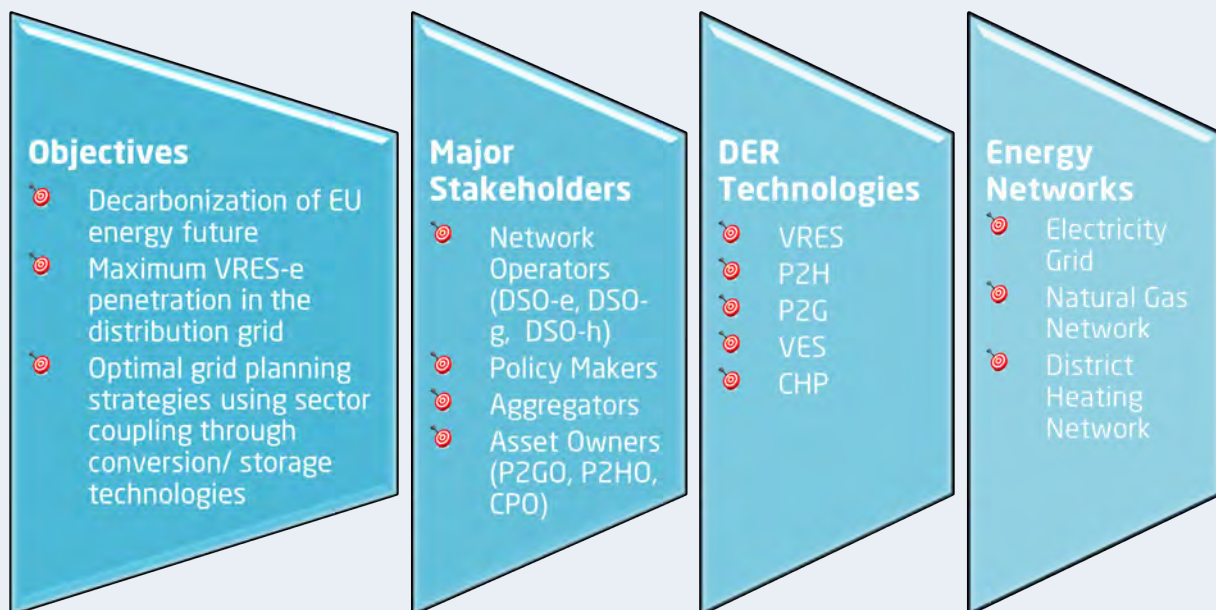 Objectives
Decarbonization of EU
energy future
Maximum VRES-e
penetration in the
distribution grid
Optimal grid planning
strategies using sector
coupling through
conversion/ storage
technologies
Major
Stakeholders
Network
Operators
(DSO-e, DSO-
g, DSO-h)
Policy Makers
Aggregators
Asset Owners
(P2GO, P2HO,
CPO)
DER
Technologies
VRES
P2H
P2G
VES
CHP
Energy
Networks
Electricity
Grid
Natural Gas
Network
District
Heating
Network